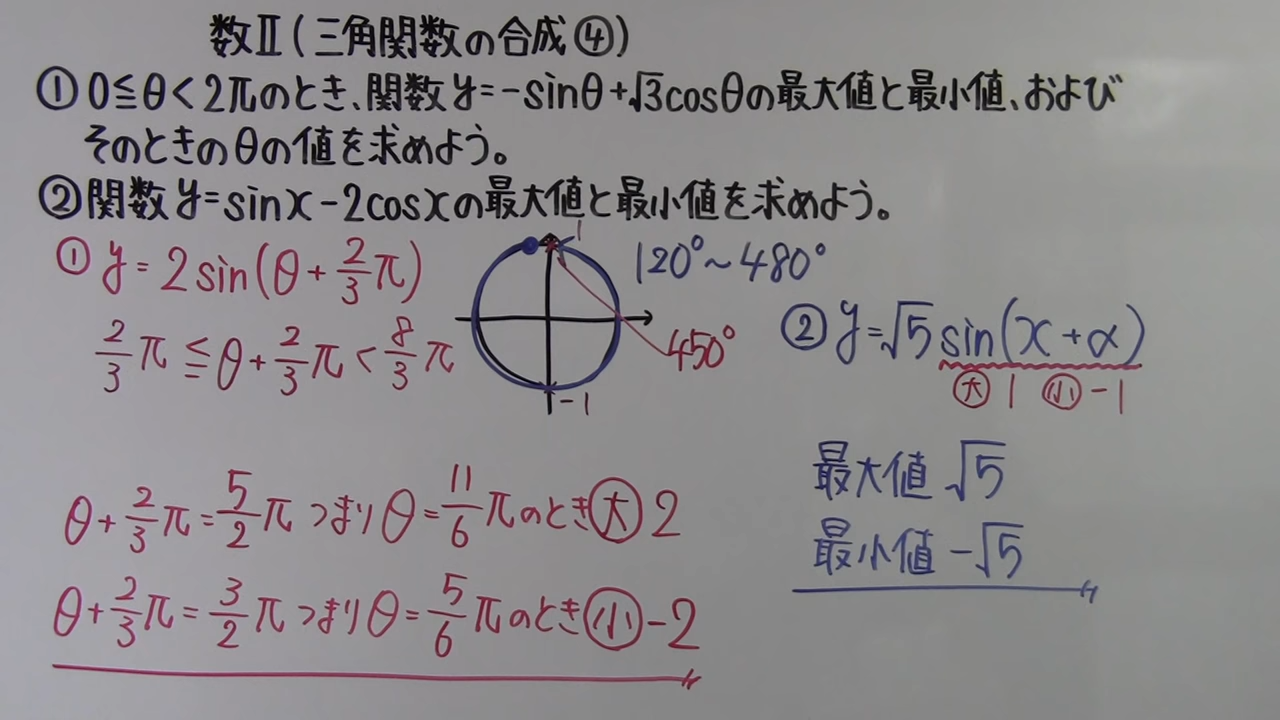 数Ⅱ(三角関数の合成④)
①0≦θ<2πのとき、関数y=-sinθ+√3cosθの最大値と最小値、および
そのときのθの値を求めよう。
②関数y=sinx-2cosxの最大値と最小値を求めよう。
①y=2sin(θ+2/3π)
2/3π≦θ+2/3π<8/3π
1
-1
120°~480°
450°
②y=√5sin(x+α)
大 1 小 -1
最大値 √5
最小値 -√5
θ+2/3π=5/2π つまりθ=11/6πのとき大 2
θ+2/3π=3/2π つまりθ=5/6πのとき小 -2